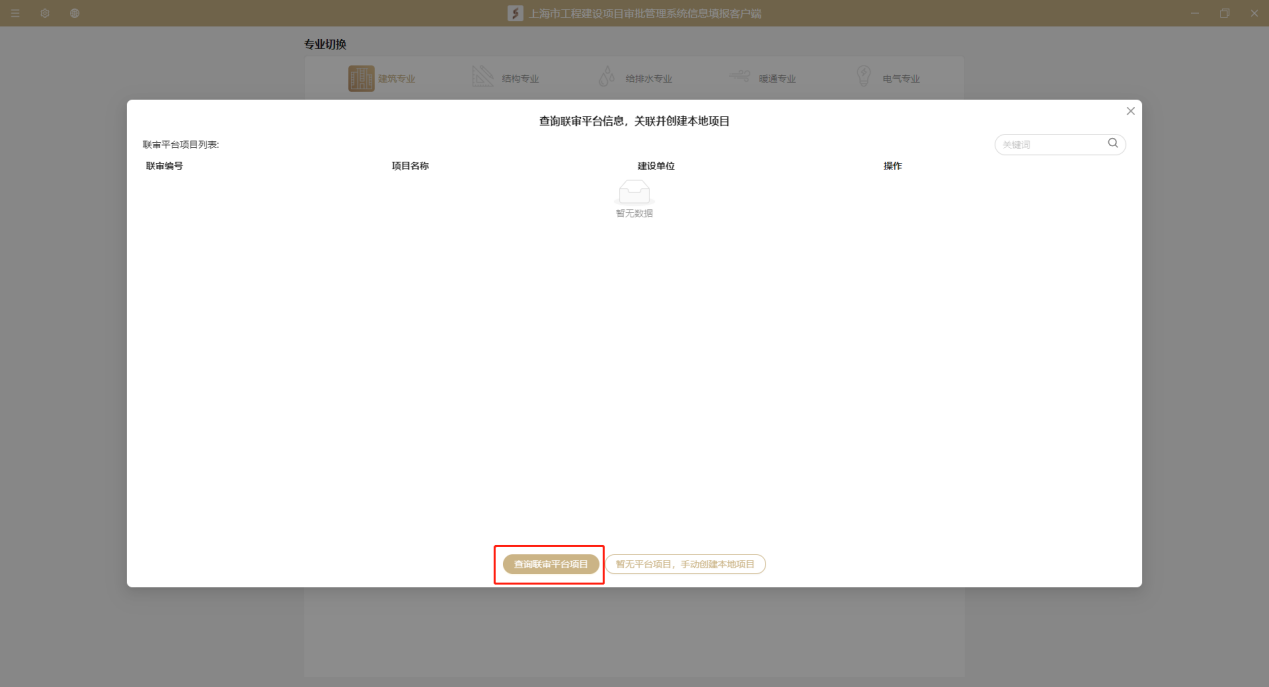 上海市工程建设项目审批管理系统信息填报客户端
专业切换
建筑专业 结构专业 给排水专业 暖通专业 电气专业
查询联审平台信息，关联并创建本地项目
联审平台项目列表: 关键词
联审编号 项目名称 建设单位 操作
暂无数据
查询联审平台项目 暂无平台项目，手动创建本地项目